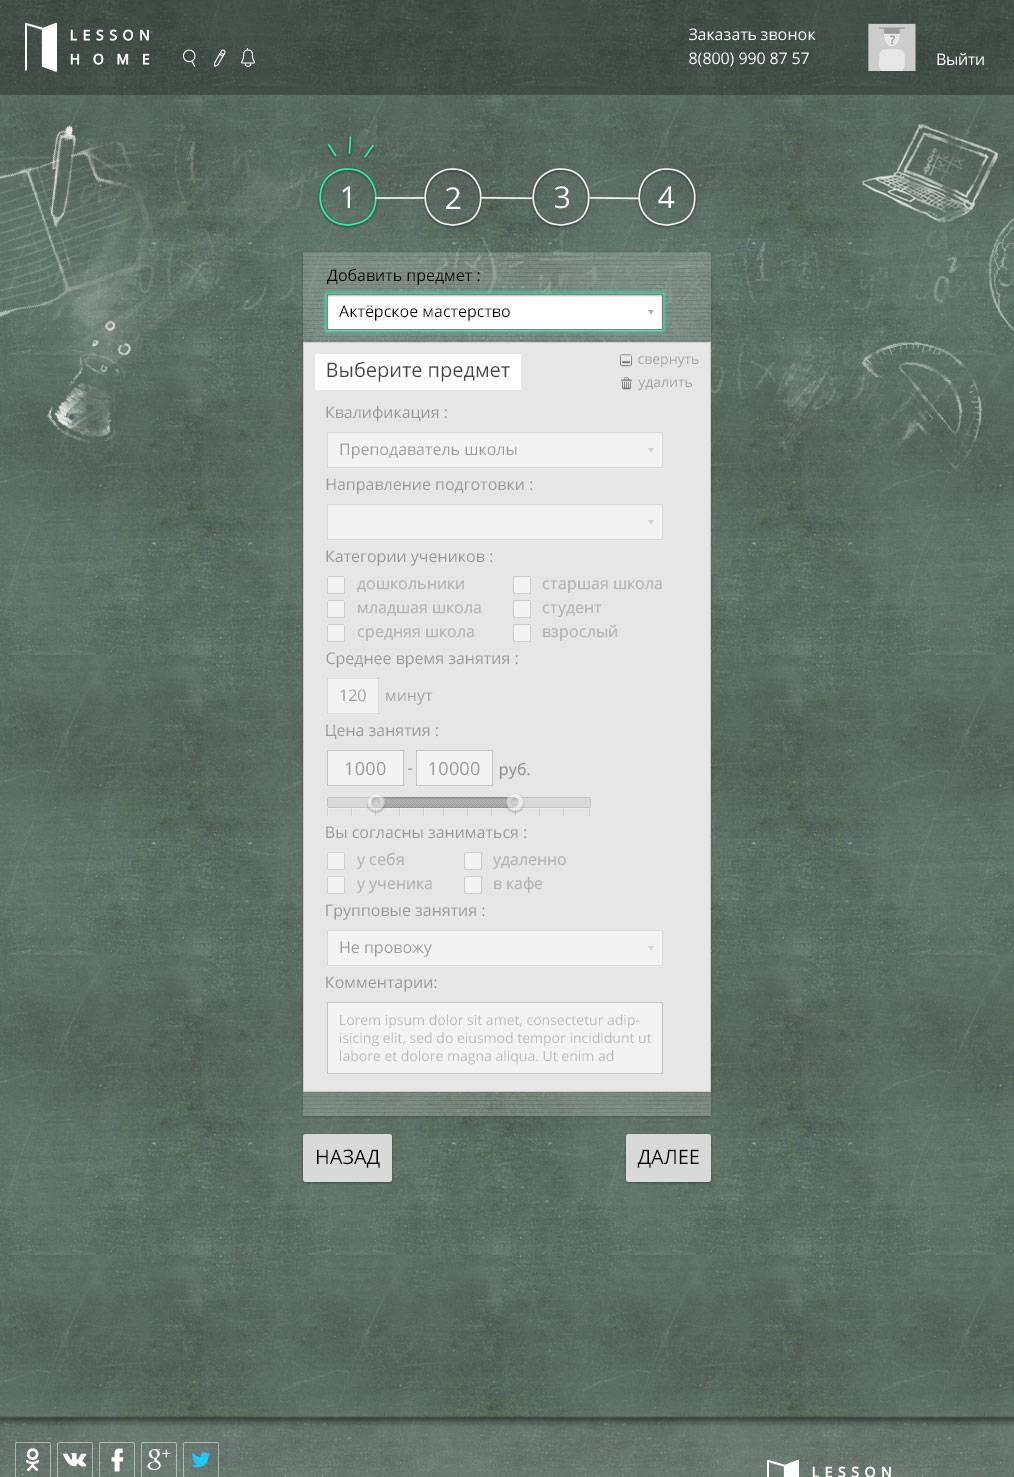 LESSON
HOME
Заказать звонок
8(800) 990 87 57
?
Выйти
1
2
3
4
Добавить предмет :
Актёрское мастерство
Выберите предмет
свернуть
удалить
Квалификация :
Преподаватель школы
Направление подготовки :
Категории учеников :
дошкольники
старшая школа
младшая школа
студент
средняя школа
взрослый
Среднее время занятия :
120 минут
Цена занятия :
1000 - 10000 руб.
Вы согласны заниматься :
у себя
удаленно
у ученика
в кафе
Групповые занятия :
Не провожу
Комментарии:
Lorem ipsum dolor sit amet, consectetur adip-
isicing elit, sed do eiusmod tempor incididunt ut
labore et dolore magna aliqua. Ut enim ad
НАЗАД
ДАЛЕЕ
g+
LESSON